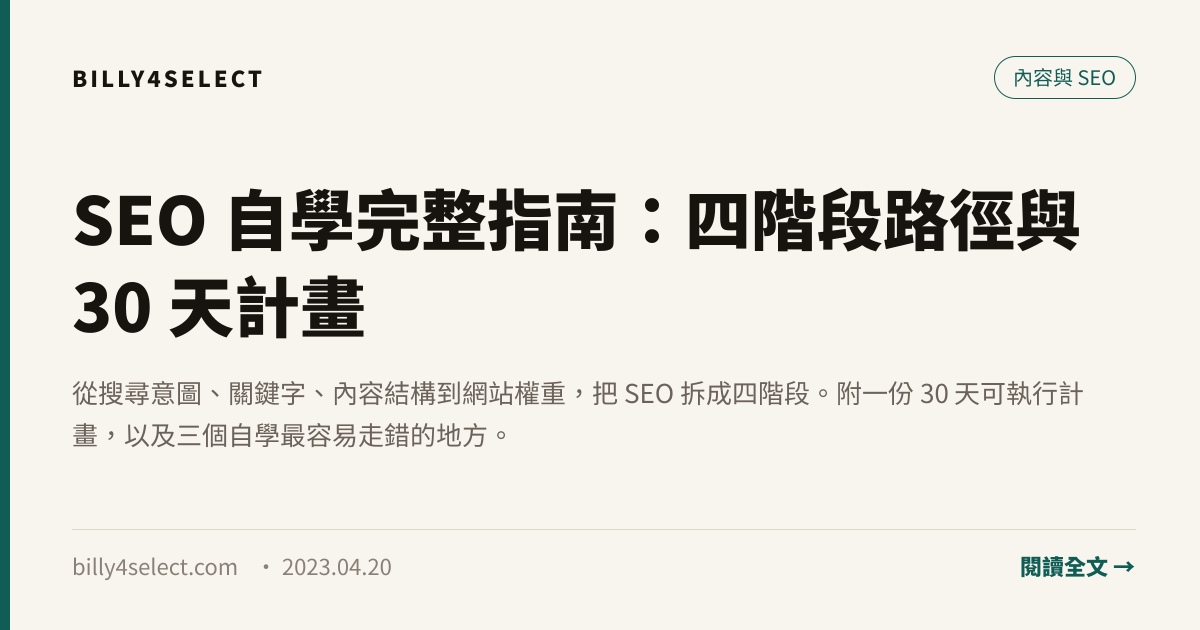 BILLY4SELECT
內容與 SEO
SEO 自學完整指南：四階段路徑與
30 天計畫
從搜尋意圖、關鍵字、內容結構到網站權重，把 SEO 拆成四階段。附一份 30 天可執行計
畫，以及三個自學最容易走錯的地方。
billy4select.com ・ 2023.04.20
閱讀全文 →